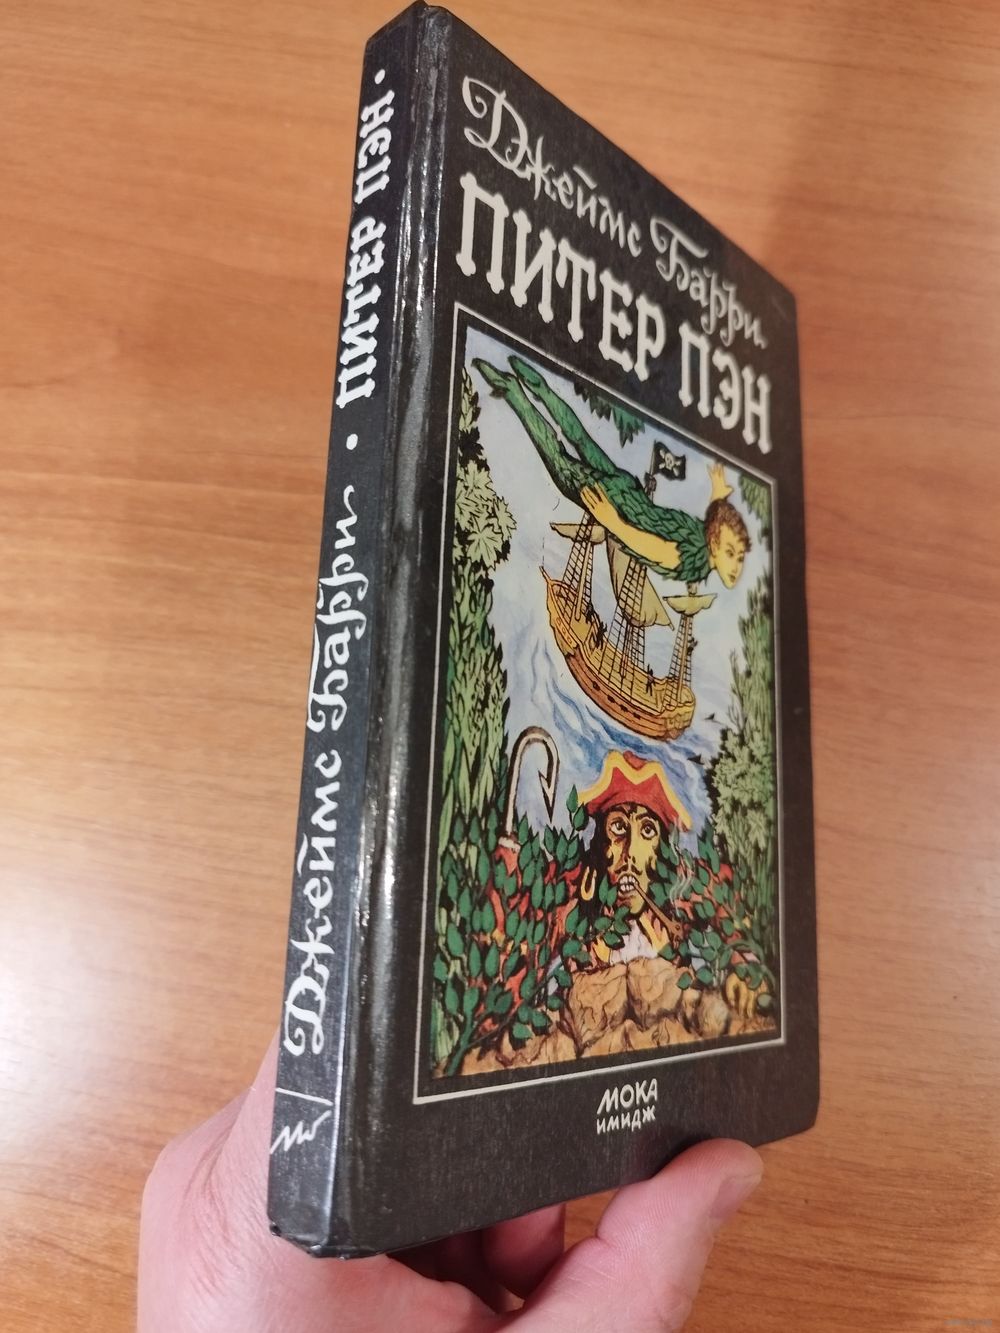 Джеймс Барри
ПИТЕР ПЭН
МОКА
ИМИДЖ
Джеймс Барри • ПИТЕР ПЭН •